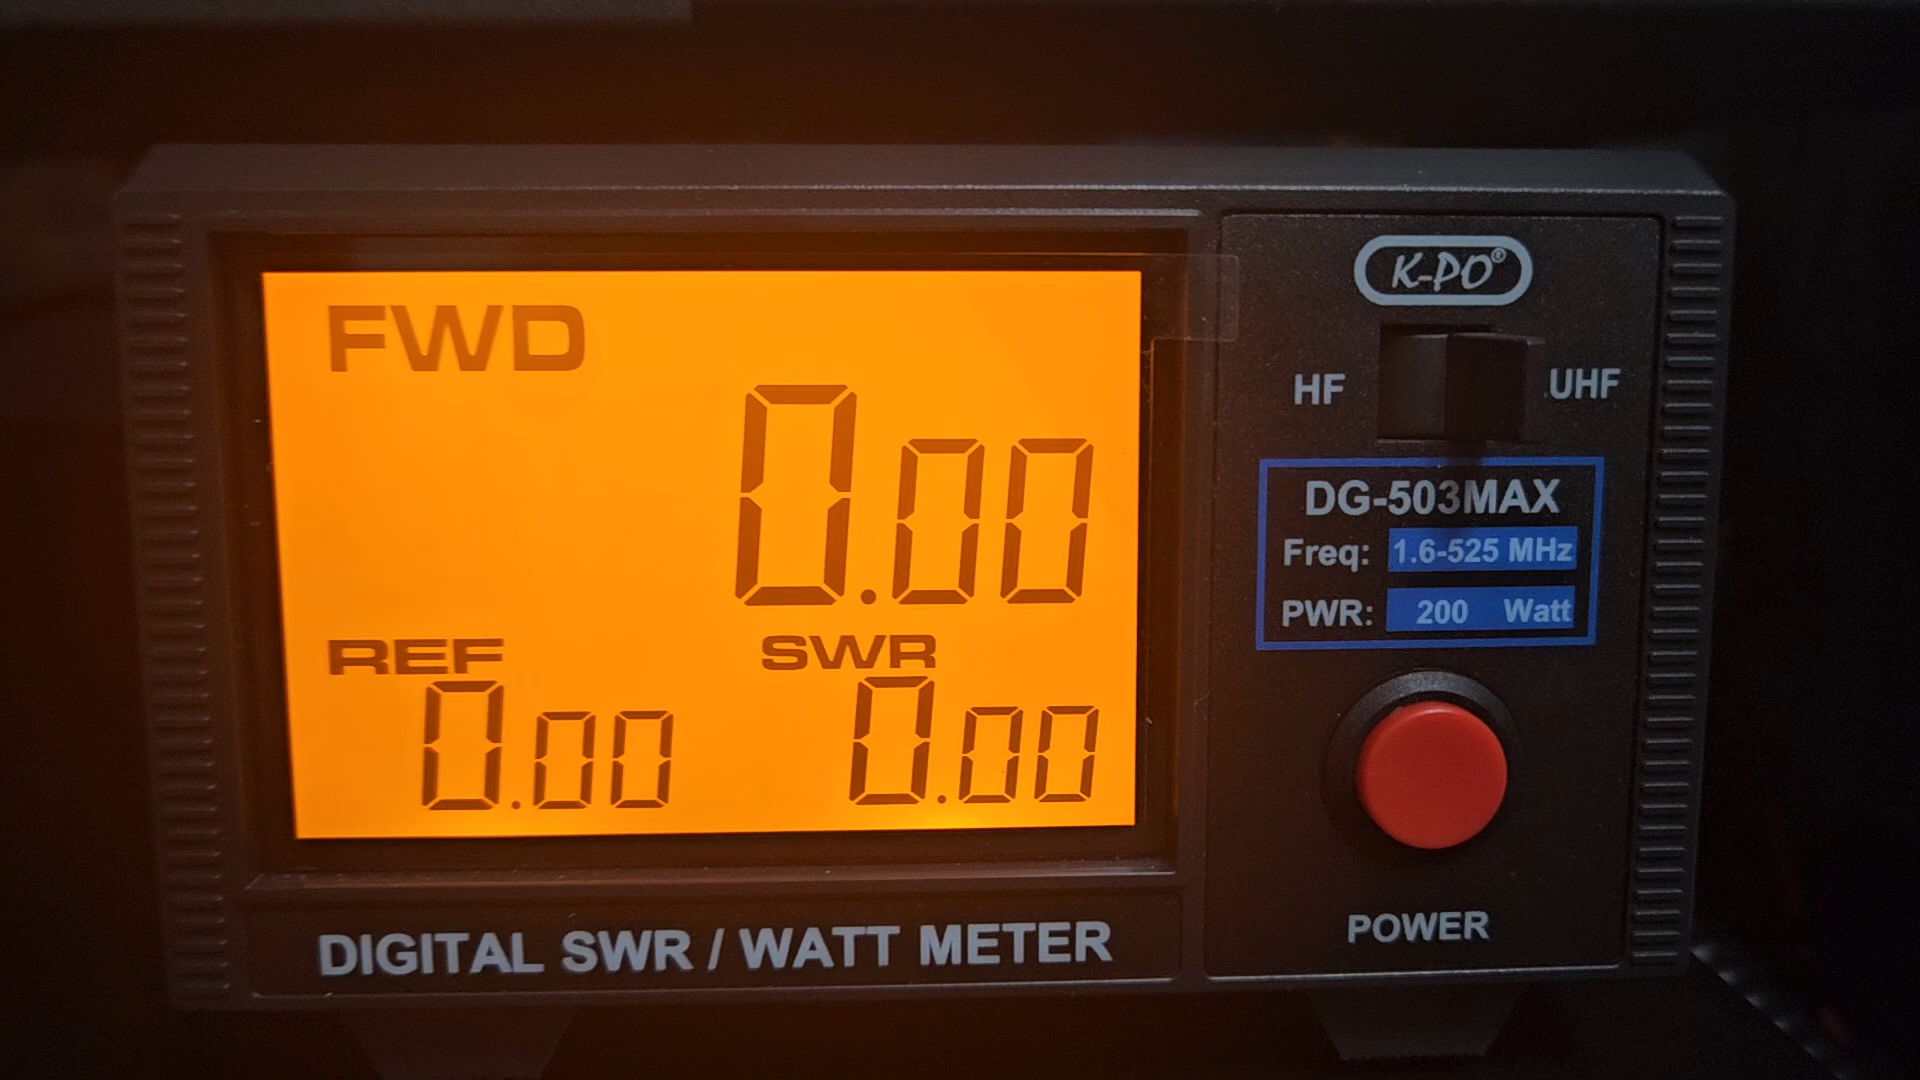 FWD
0.00
REF SWR
0.00 0.00
DIGITAL SWR / WATT METER
K-PO®
HF UHF
DG-503MAX
Freq: 1.6-525 MHz
PWR: 200 Watt
POWER